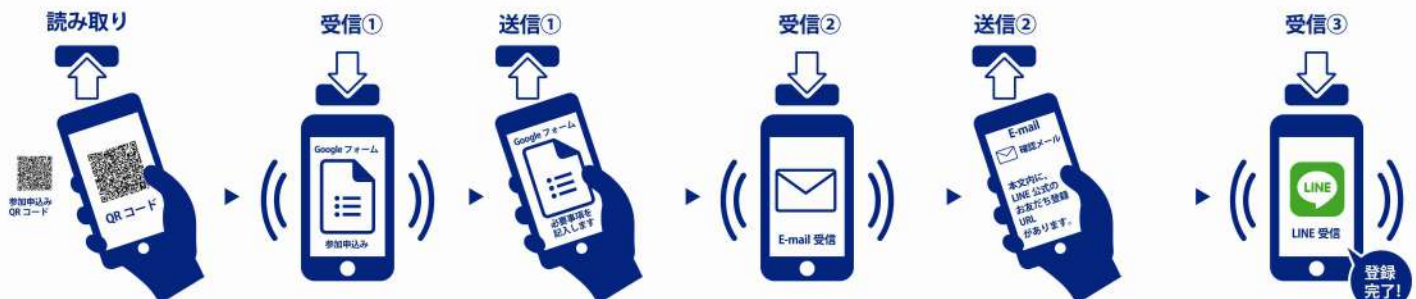 読み取り
参加申込み
QRコード
QRコード
受信①
Googleフォーム
参加申込み
送信①
Googleフォーム
必要事項を
記入します
受信②
E-mail 受信
送信②
E-mail
確認メール
本文内に、
LINE公式の
お友だち登録
URL
があります。
受信③
LINE
LINE 受信
登録
完了!